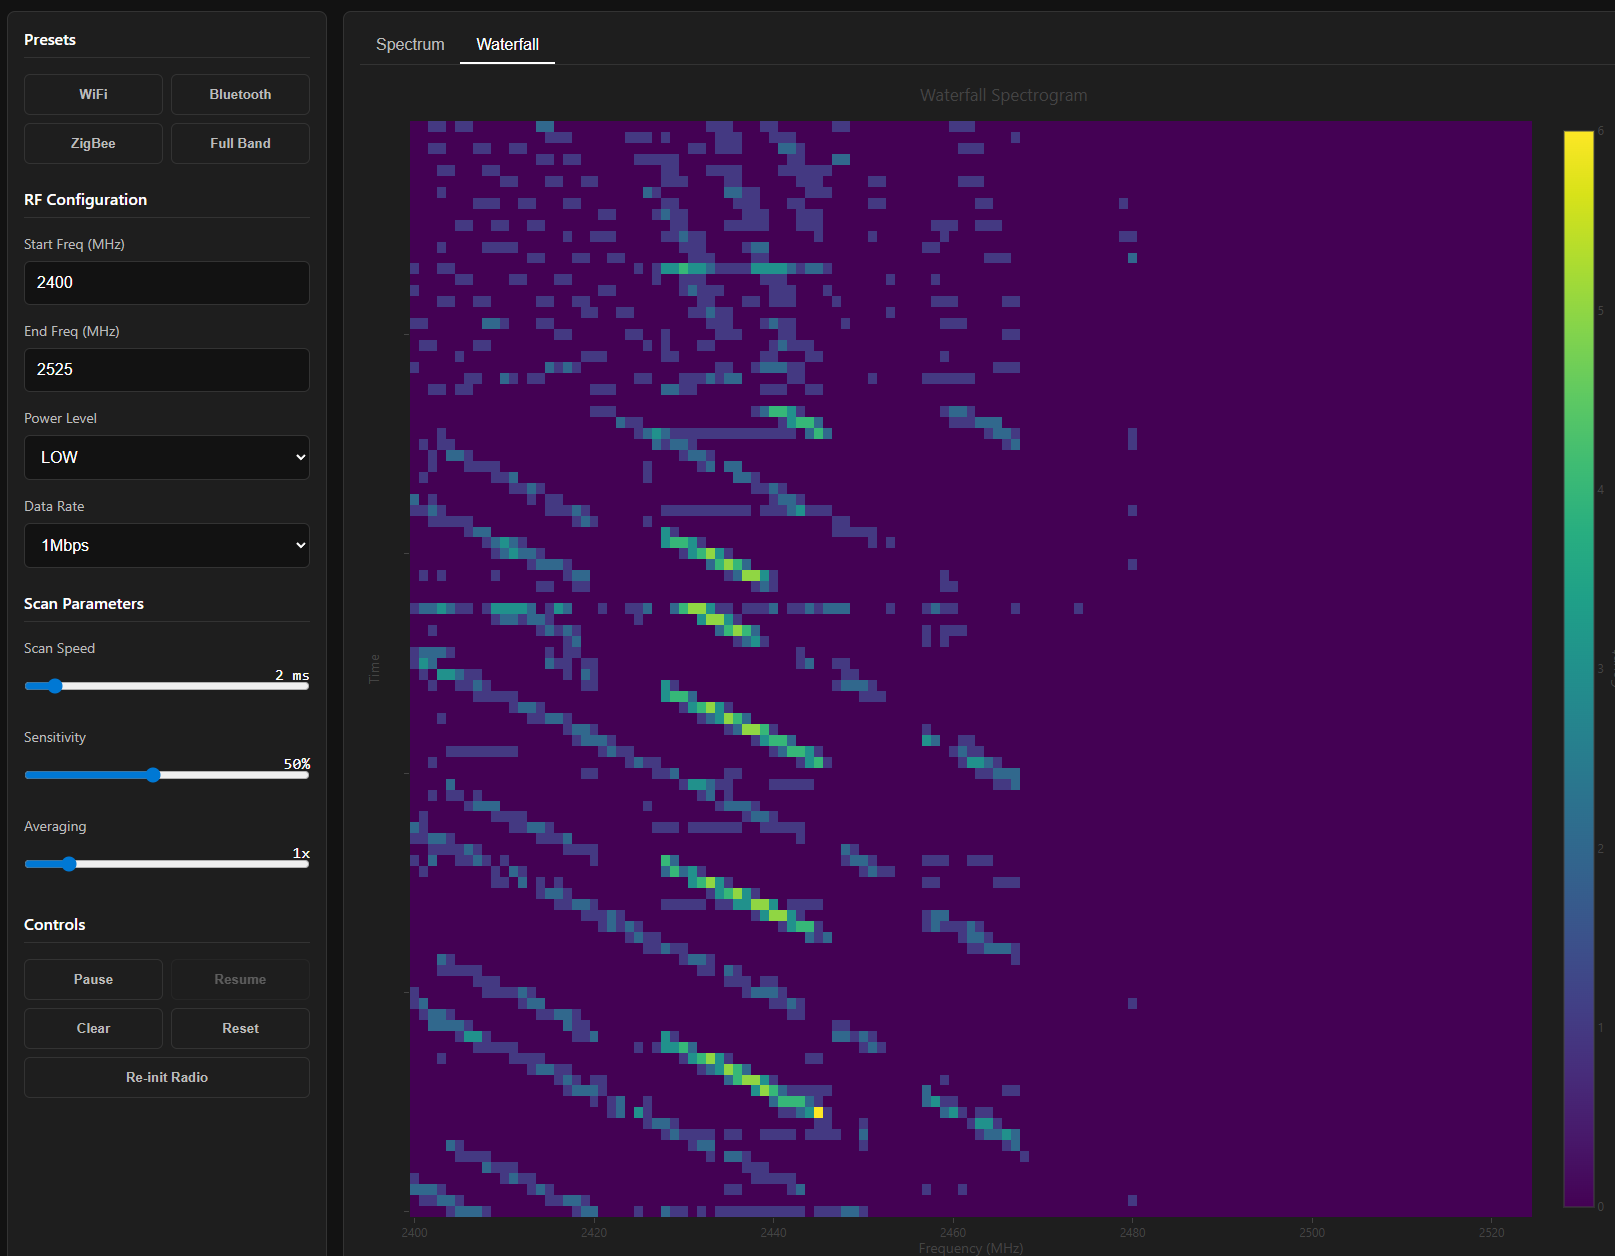 Presets
WiFi
Bluetooth
ZigBee
Full Band
RF Configuration
Start Freq (MHz)
2400
End Freq (MHz)
2525
Power Level
LOW
Data Rate
1Mbps
Scan Parameters
Scan Speed
2 ms
Sensitivity
50%
Averaging
1x
Controls
Pause
Resume
Clear
Reset
Re-init Radio
Spectrum
Waterfall
Waterfall Spectrogram
Time
2400
2420
2440
2460
2480
2500
2520
Frequency (MHz)
6
5
4
3
2
1
0